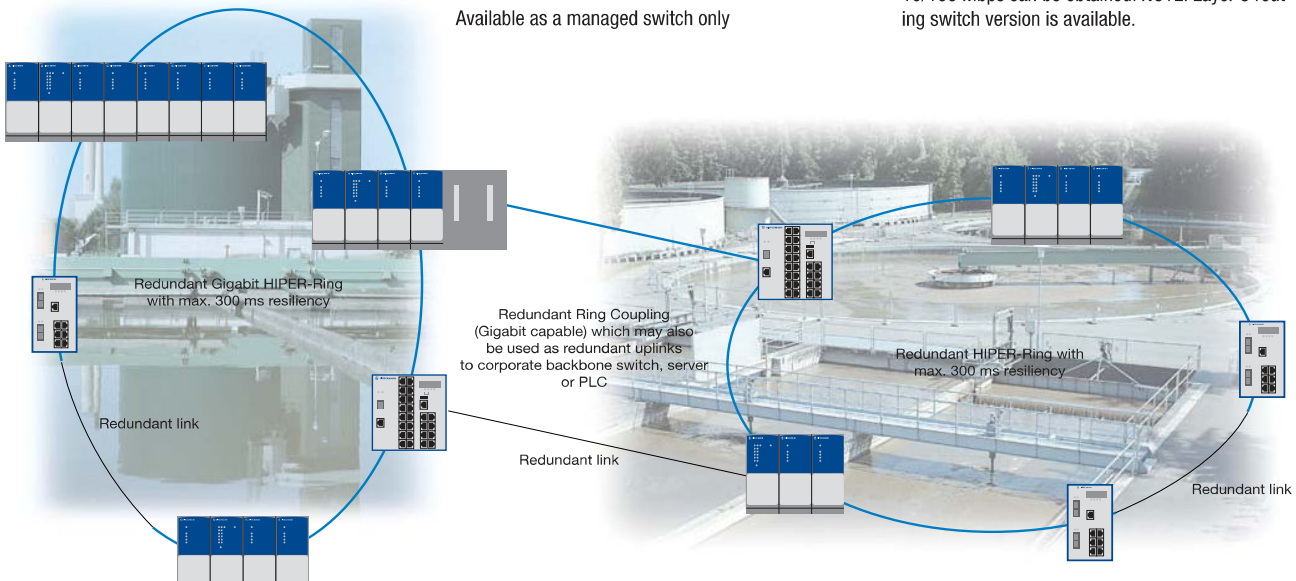 Available as a managed switch only
ing switch version is available.
Redundant Gigabit HIPER-Ring
with max. 300 ms resiliency
Redundant Ring Coupling
(Gigabit capable) which may also
be used as redundant uplinks
to corporate backbone switch, server
or PLC
Redundant HIPER-Ring with
max. 300 ms resiliency
Redundant link
Redundant link
Redundant link